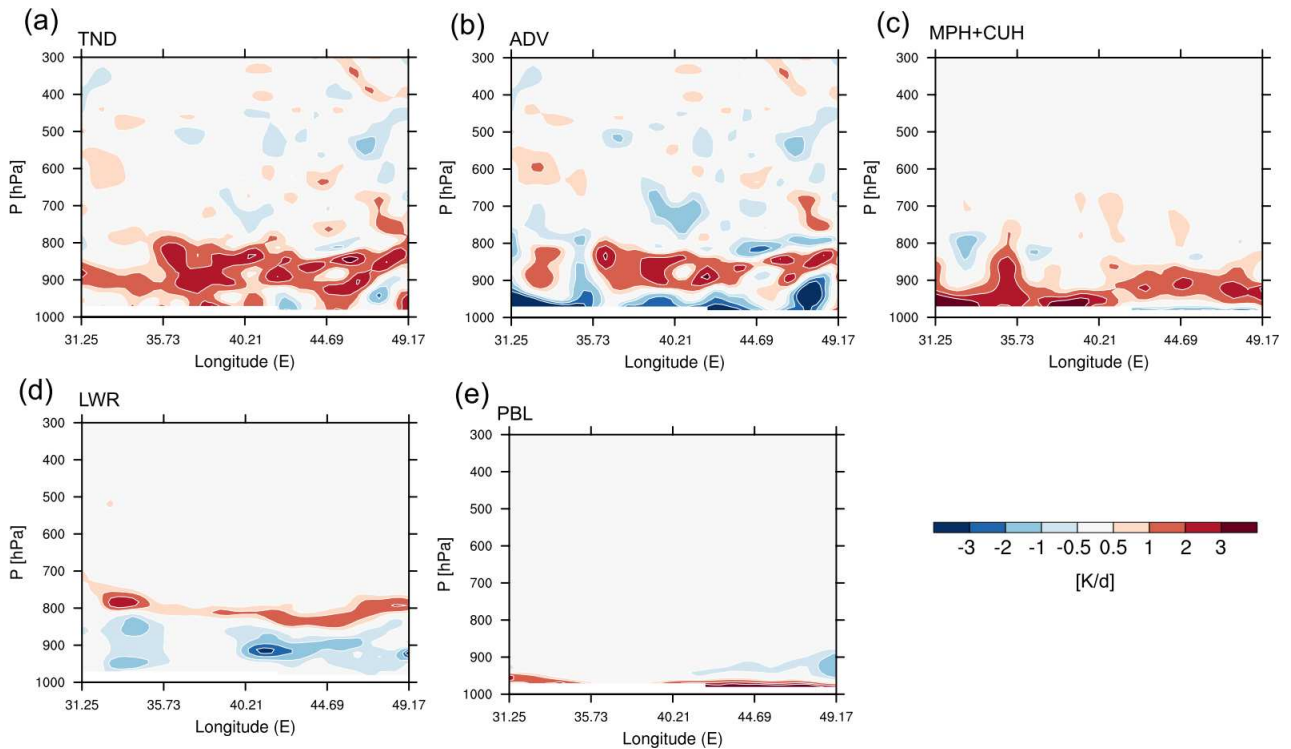 (a)
TND
300
400
500
600
700
800
900
1000
P [hPa]
31.25 35.73 40.21 44.69 49.17
Longitude (E)
(b)
ADV
300
400
500
600
700
800
900
1000
P [hPa]
31.25 35.73 40.21 44.69 49.17
Longitude (E)
(c)
MPH+CUH
300
400
500
600
700
800
900
1000
P [hPa]
31.25 35.73 40.21 44.69 49.17
Longitude (E)
(d)
LWR
300
400
500
600
700
800
900
1000
P [hPa]
31.25 35.73 40.21 44.69 49.17
Longitude (E)
(e)
PBL
300
400
500
600
700
800
900
1000
P [hPa]
31.25 35.73 40.21 44.69 49.17
Longitude (E)
-3 -2 -1 -0.5 0.5 1 2 3
[K/d]